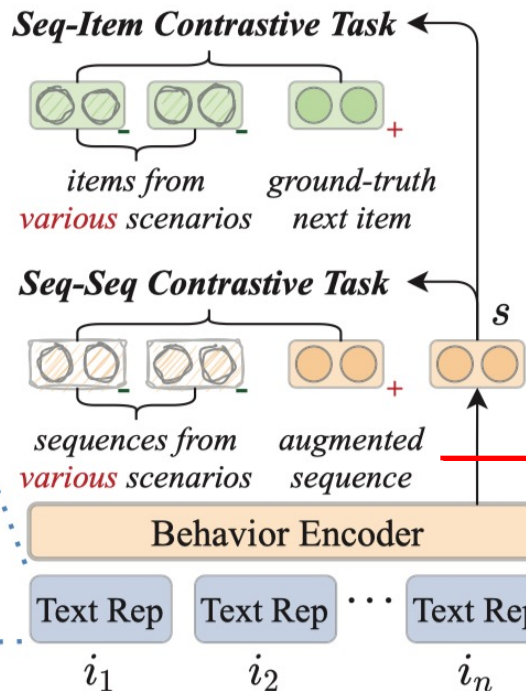 Seq-Item Contrastive Task
- - +
items from ground-truth
various scenarios next item
Seq-Seq Contrastive Task
s
- - +
sequences from augmented
various scenarios sequence
Behavior Encoder
Text Rep Text Rep ··· Text Rep
i₁ i₂ iₙ